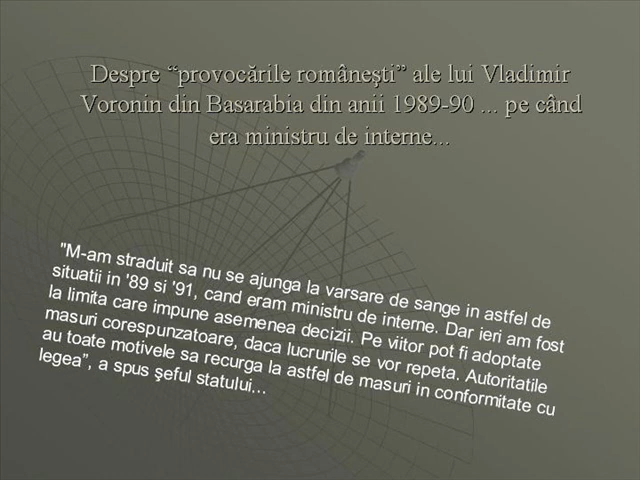 Despre “provocările româneşti” ale lui Vladimir
Voronin din Basarabia din anii 1989-90 ... pe când
era ministru de interne...
"M-am straduit sa nu se ajunga la varsare de sange in astfel de
situatii in '89 si '91, cand eram ministru de interne. Dar ieri am fost
la limita care impune asemenea decizii. Pe viitor pot fi adoptate
masuri corespunzatoare, daca lucrurile se vor repeta. Autoritatile
au toate motivele sa recurga la astfel de masuri in conformitate cu
legea”, a spus şeful statului...